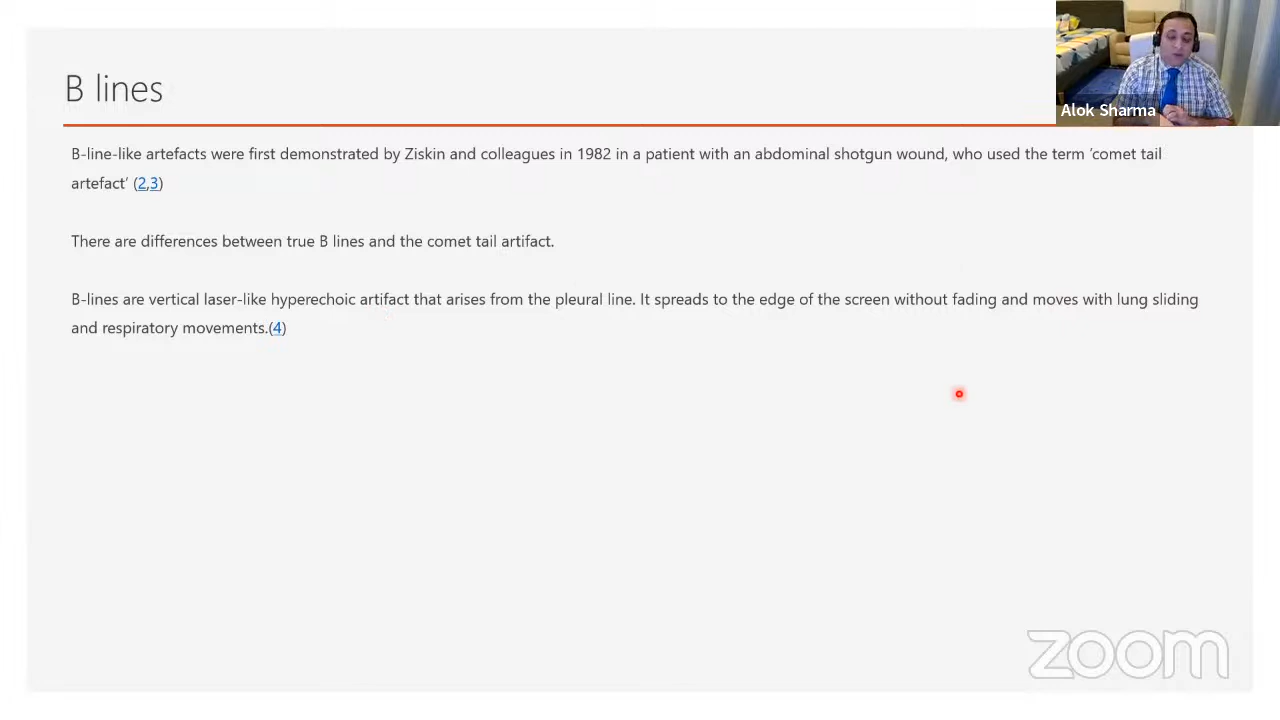 B lines
Alok Sharma
B-line-like artefacts were first demonstrated by Ziskin and colleagues in 1982 in a patient with an abdominal shotgun wound, who used the term ‘comet tail
artefact’ (2,3)
There are differences between true B lines and the comet tail artifact.
B-lines are vertical laser-like hyperechoic artifact that arises from the pleural line. It spreads to the edge of the screen without fading and moves with lung sliding
and respiratory movements.(4)
zoom